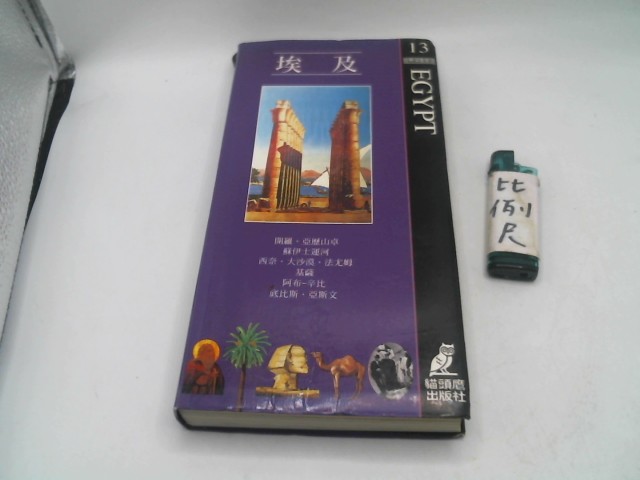 埃及
13
EGYPT
開羅・亞歷山卓
蘇伊士運河
西奈・大沙漠・法尤姆
基薩
阿布-辛比
底比斯・亞斯文
貓頭鷹
出版社
比
例
尺